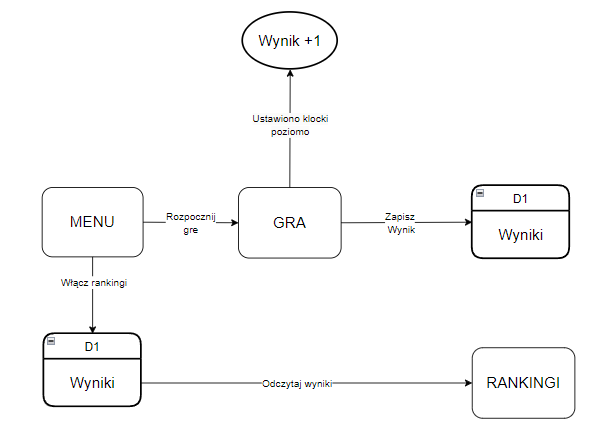 Wynik +1
Ustawiono klocki
poziomo
MENU
Rozpocznij
gre
GRA
Zapisz
Wynik
D1
Wyniki
Włącz rankingi
D1
Wyniki
Odczytaj wyniki
RANKINGI